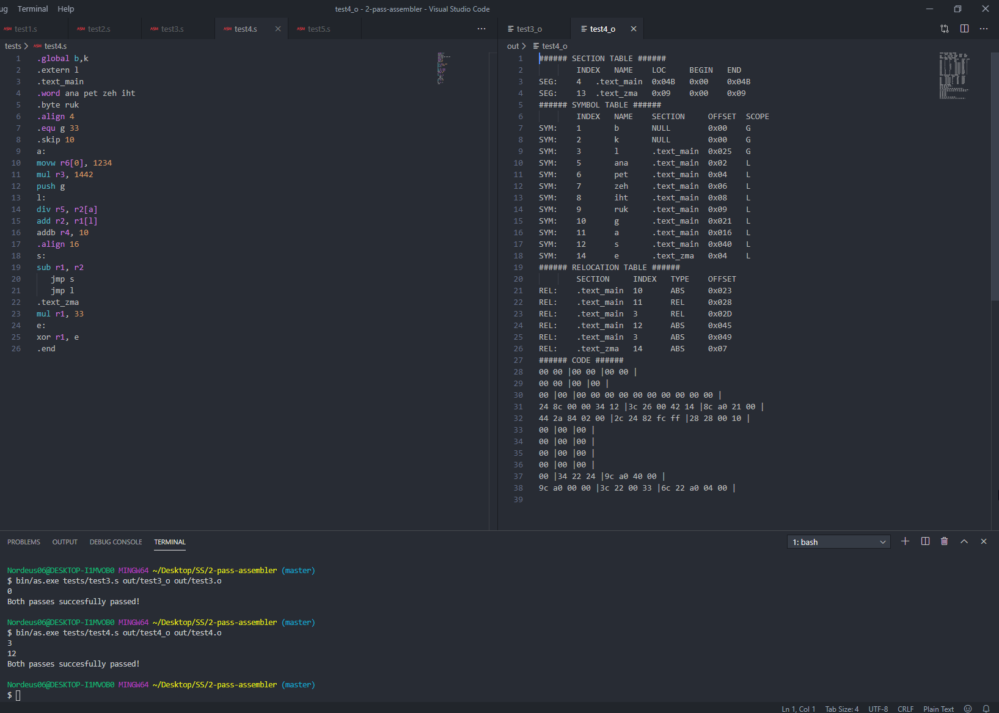 ug Terminal Help
test4_o - 2-pass-assembler - Visual Studio Code
test1.s test2.s test3.s test4.s test5.s
tests > test4.s
1 .global b,k
2 .extern l
3 .text_main
4 .word ana pet zeh iht
5 .byte ruk
6 .align 4
7 .equ g 33
8 .skip 10
9 a:
10 movw r6[0], 1234
11 mul r3, 1442
12 push g
13 l:
14 div r5, r2[a]
15 add r2, r1[l]
16 addb r4, 10
17 .align 16
18 s:
19 sub r1, r2
20 jmp s
21 jmp l
22 .text_zma
23 mul r1, 33
24 e:
25 xor r1, e
26 .end
test3_o test4_o
out > test4_o
1 ###### SECTION TABLE ######
2 INDEX NAME LOC BEGIN END
3 SEG: 4 .text_main 0x04B 0x00 0x04B
4 SEG: 13 .text_zma 0x09 0x00 0x09
5 ###### SYMBOL TABLE ######
6 INDEX NAME SECTION OFFSET SCOPE
7 SYM: 1 b NULL 0x00 G
8 SYM: 2 k NULL 0x00 G
9 SYM: 3 l .text_main 0x025 G
10 SYM: 5 ana .text_main 0x02 L
11 SYM: 6 pet .text_main 0x04 L
12 SYM: 7 zeh .text_main 0x06 L
13 SYM: 8 iht .text_main 0x08 L
14 SYM: 9 ruk .text_main 0x09 L
15 SYM: 10 g .text_main 0x021 L
16 SYM: 11 a .text_main 0x016 L
17 SYM: 12 s .text_main 0x040 L
18 SYM: 14 e .text_zma 0x04 L
19 ###### RELOCATION TABLE ######
20 SECTION INDEX TYPE OFFSET
21 REL: .text_main 10 ABS 0x023
22 REL: .text_main 11 REL 0x028
23 REL: .text_main 3 REL 0x02D
24 REL: .text_main 12 ABS 0x045
25 REL: .text_main 3 ABS 0x049
26 REL: .text_zma 14 ABS 0x07
27 ###### CODE ######
28 00 00 |00 00 |00 00 |
29 00 00 |00 |00 |
30 00 |00 |00 00 00 00 00 00 00 00 00 00 |
31 24 8c 00 00 34 12 |3c 26 00 42 14 |8c a0 21 00 |
32 44 2a 84 02 00 |2c 24 82 fc ff |28 28 00 10 |
33 00 |00 |00 |
34 00 |00 |00 |
35 00 |00 |00 |
36 00 |00 |00 |
37 00 |34 22 24 |9c a0 40 00 |
38 9c a0 00 00 |3c 22 00 33 |6c 22 a0 04 00 |
39
PROBLEMS OUTPUT DEBUG CONSOLE TERMINAL
1: bash
Nordeus06@DESKTOP-I1MVOB0 MINGW64 ~/Desktop/SS/2-pass-assembler (master)
$ bin/as.exe tests/test3.s out/test3_o out/test3.o
0
Both passes succesfully passed!
Nordeus06@DESKTOP-I1MVOB0 MINGW64 ~/Desktop/SS/2-pass-assembler (master)
$ bin/as.exe tests/test4.s out/test4_o out/test4.o
3
12
Both passes succesfully passed!
Nordeus06@DESKTOP-I1MVOB0 MINGW64 ~/Desktop/SS/2-pass-assembler (master)
$
Ln 1, Col 1 Tab Size: 4 UTF-8 CRLF Plain Text